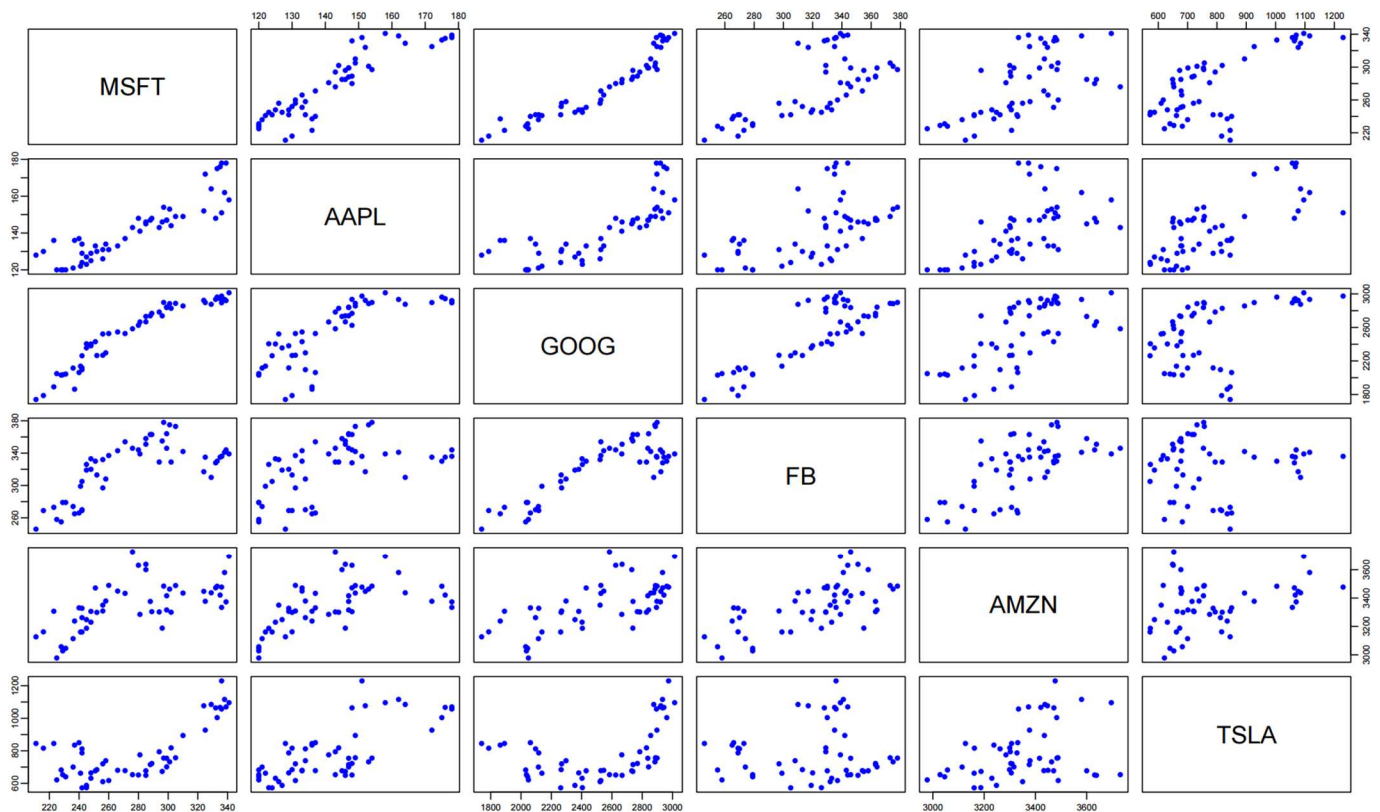 120 130 140 150 160 170 180
260 280 300 320 340 360 380
600 700 800 900 1000 1100 1200
MSFT
220 260 300 340
120 140 160 180
AAPL
GOOG
1800 2200 2600 3000
260 300 340 380
FB
AMZN
3000 3200 3400 3600
600 800 1000 1200
TSLA
220 240 260 280 300 320 340
1800 2000 2200 2400 2600 2800 3000
3000 3200 3400 3600